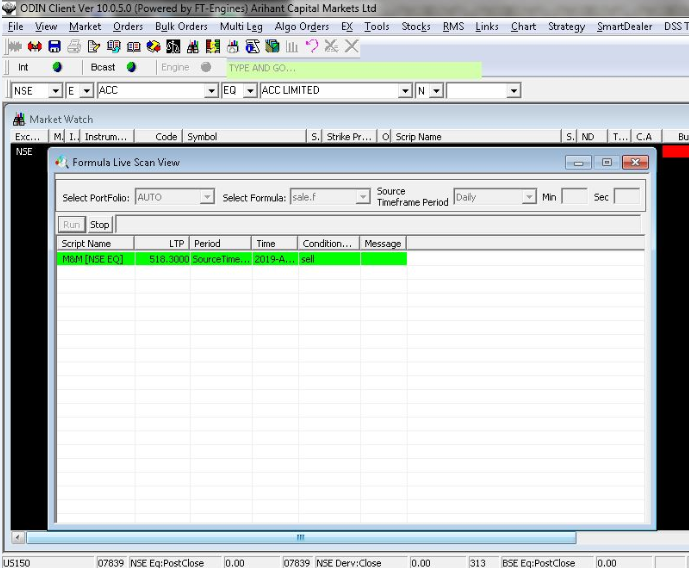 ODIN Client Ver 10.0.5.0 (Powered by FT-Engines) Arihant Capital Markets Ltd
File View Market Orders Bulk Orders Multi Leg Algo Orders EX Tools Stocks RMS Links Chart Strategy SmartDealer DSS T
Int Bcast Engine TYPE AND GO...
NSE E ACC EQ ACC LIMITED N
Market Watch
Exc... M. I.. Instrum... Code Symbol S.. Strike Pr... O Scrip Name S.. ND T... C.A Bu
NSE
Formula Live Scan View
Select PortFolio: AUTO Select Formula: sale.f Source Timeframe Period Daily Min Sec
Run Stop
Script Name LTP Period Time Condition... Message
M&M [NSE EQ] 518.3000 SourceTime... 2019-A... sell
US150 07839 NSE Eq:PostClose 0.00 07839 NSE Derv:Close 0.00 313 BSE Eq:PostClose 0.00